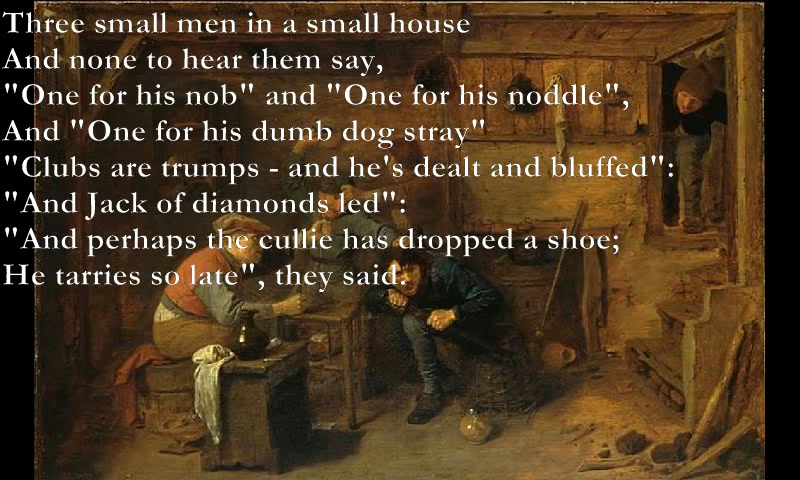 Three small men in a small house
And none to hear them say,
"One for his nob" and "One for his noddle",
And "One for his dumb dog stray"
"Clubs are trumps - and he's dealt and bluffed":
"And Jack of diamonds led":
"And perhaps the cullie has dropped a shoe;
He tarries so late", they said.